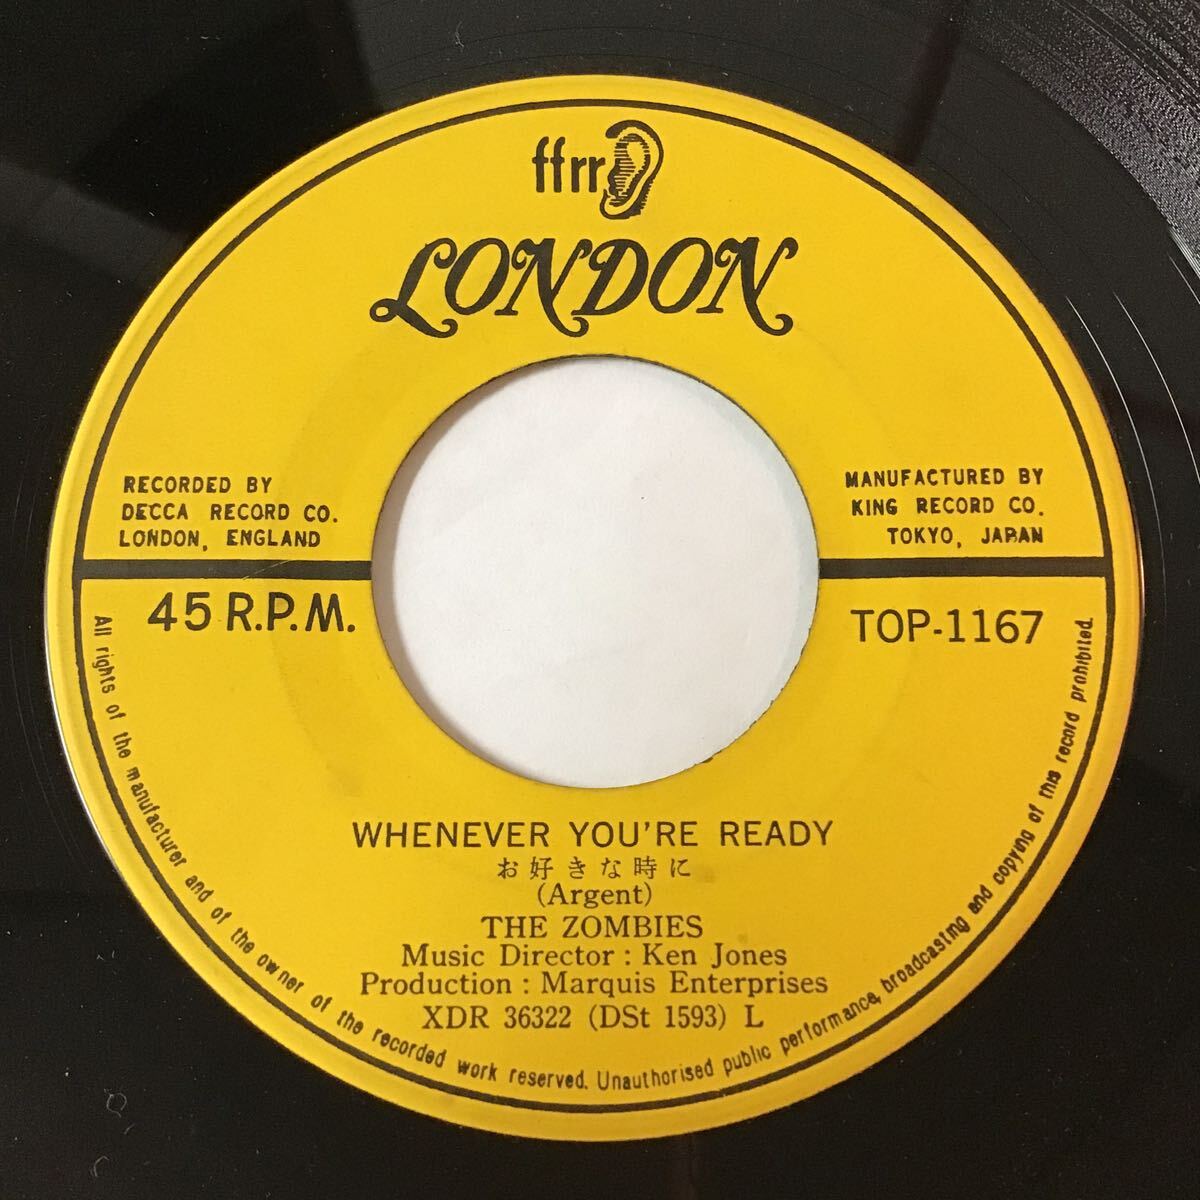 ffrr
LONDON
RECORDED BY
DECCA RECORD CO.
LONDON, ENGLAND
MANUFACTURED BY
KING RECORD CO.
TOKYO, JAPAN
45 R.P.M.
TOP-1167
WHENEVER YOU'RE READY
お好きな時に
(Argent)
THE ZOMBIES
Music Director : Ken Jones
Production : Marquis Enterprises
XDR 36322 (DSt 1593) L
All rights of the manufacturer and of the owner of the recorded work reserved. Unauthorised public performance, broadcasting and copying of this record prohibited.